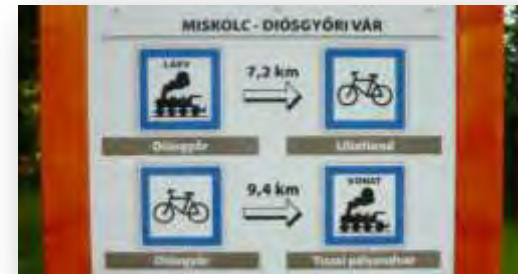 MISKOLC - DIÓSGYŐRI VÁR
LÁEV
7,2 km
Diósgyőr
Lillafüred
9,4 km
VONAT
Diósgyőr
Tiszai pályaudvar